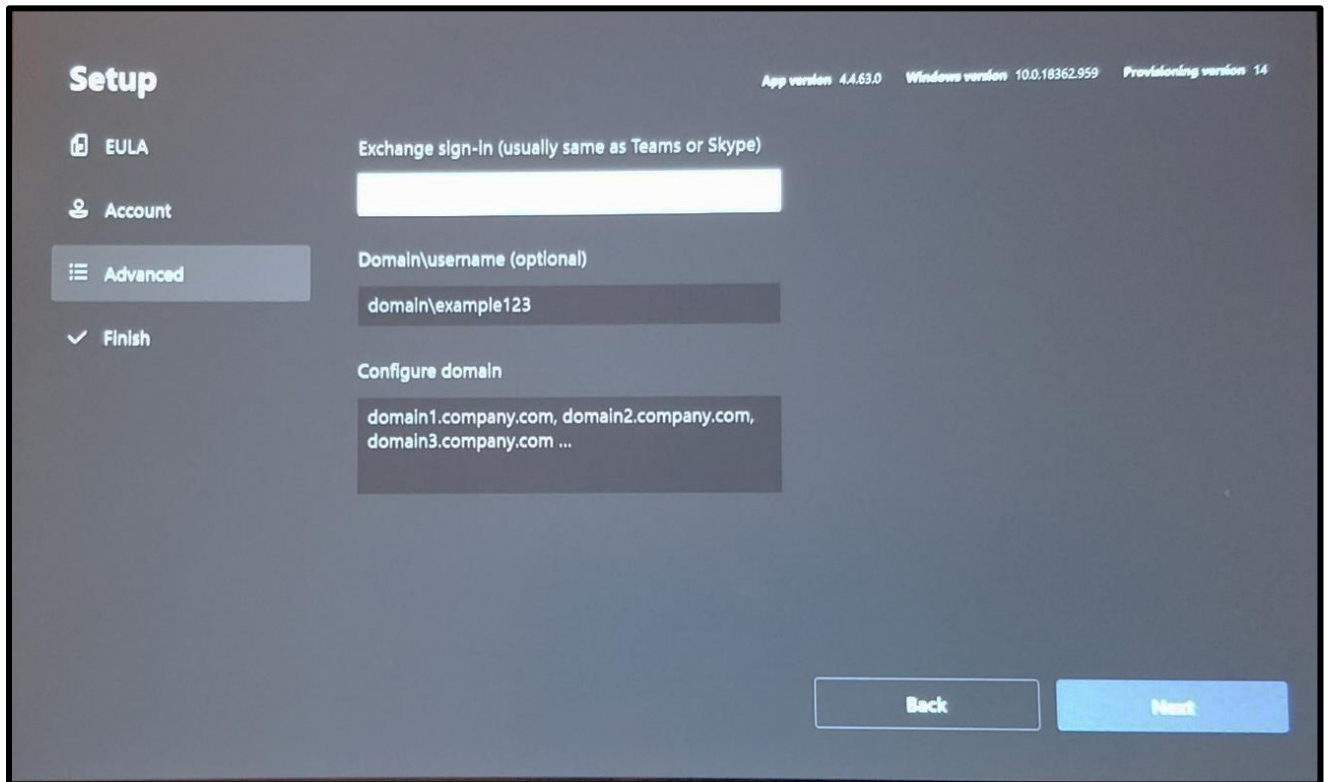 Setup
App version 4.4.63.0 Windows version 10.0.18362.959 Provisioning version 14
EULA
Account
Advanced
Finish
Exchange sign-in (usually same as Teams or Skype)
Domain\username (optional)
domain\example123
Configure domain
domain1.company.com, domain2.company.com,
domain3.company.com ...
Back
Next